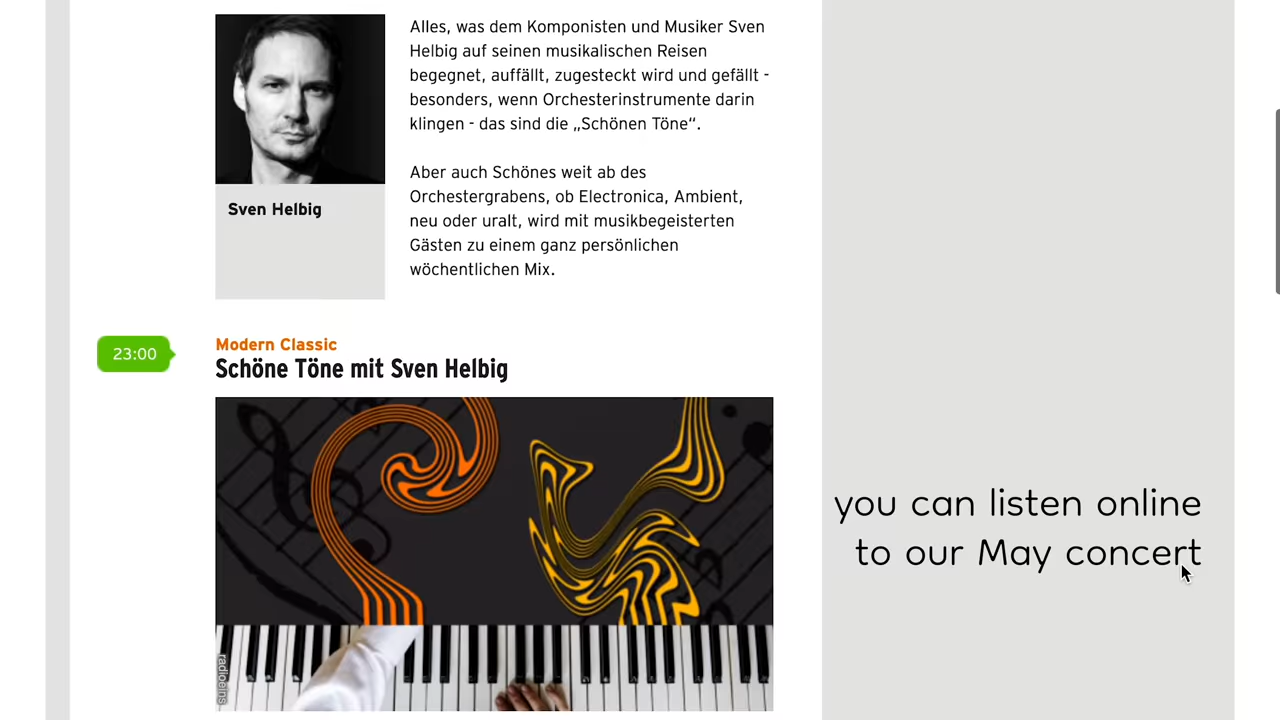 Alles, was dem Komponisten und Musiker Sven
Helbig auf seinen musikalischen Reisen
begegnet, auffällt, zugesteckt wird und gefällt -
besonders, wenn Orchesterinstrumente darin
klingen - das sind die „Schönen Töne“.
Aber auch Schönes weit ab des
Orchestergrabens, ob Electronica, Ambient,
neu oder uralt, wird mit musikbegeisterten
Gästen zu einem ganz persönlichen
wöchentlichen Mix.
Sven Helbig
23:00
Modern Classic
Schöne Töne mit Sven Helbig
radioeins
you can listen online
to our May concert